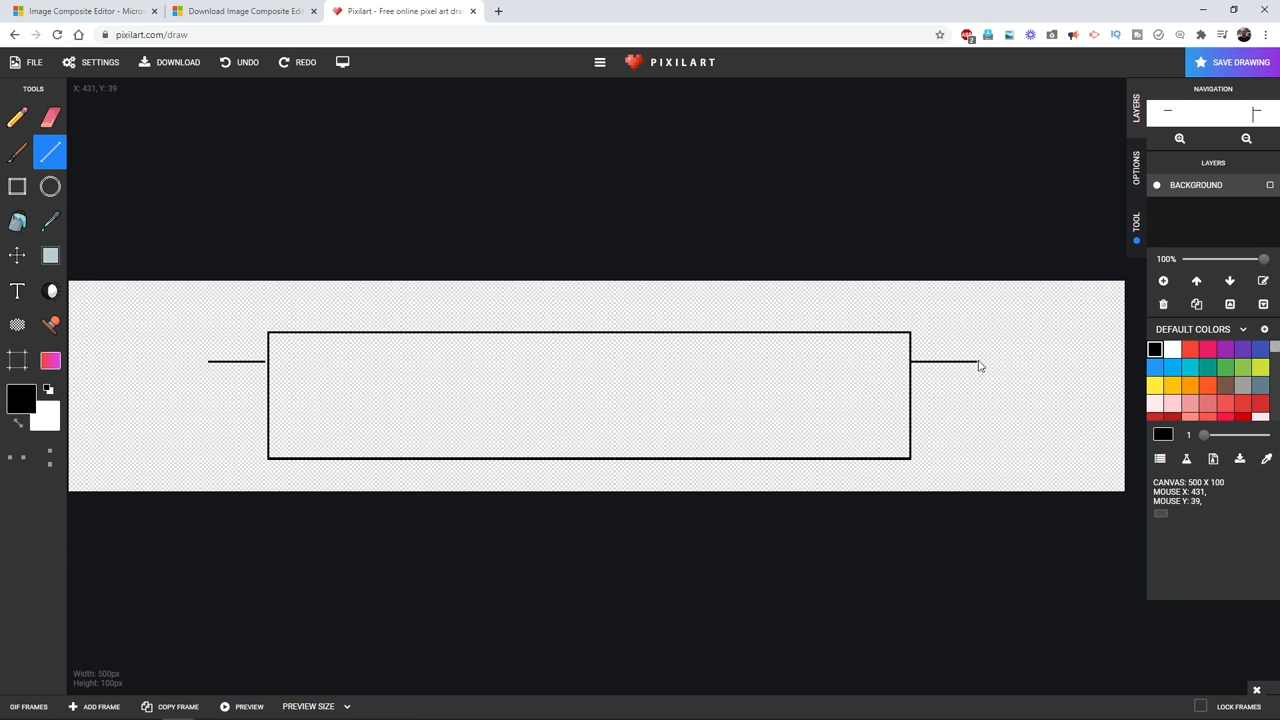 Image Composite Editor - Micro
Download Image Composite Edi
Pixilart - Free online pixel art dra
pixilart.com/draw
2
IQ
FILE
SETTINGS
DOWNLOAD
UNDO
REDO
PIXILART
SAVE DRAWING
TOOLS
X: 431, Y: 39
LAYERS
OPTIONS
TOOL
NAVIGATION
LAYERS
BACKGROUND
100%
DEFAULT COLORS
1
CANVAS: 500 X 100
MOUSE X: 431,
MOUSE Y: 39,
T
Width: 500px
Height: 100px
GIF FRAMES
ADD FRAME
COPY FRAME
PREVIEW
PREVIEW SIZE
LOCK FRAMES